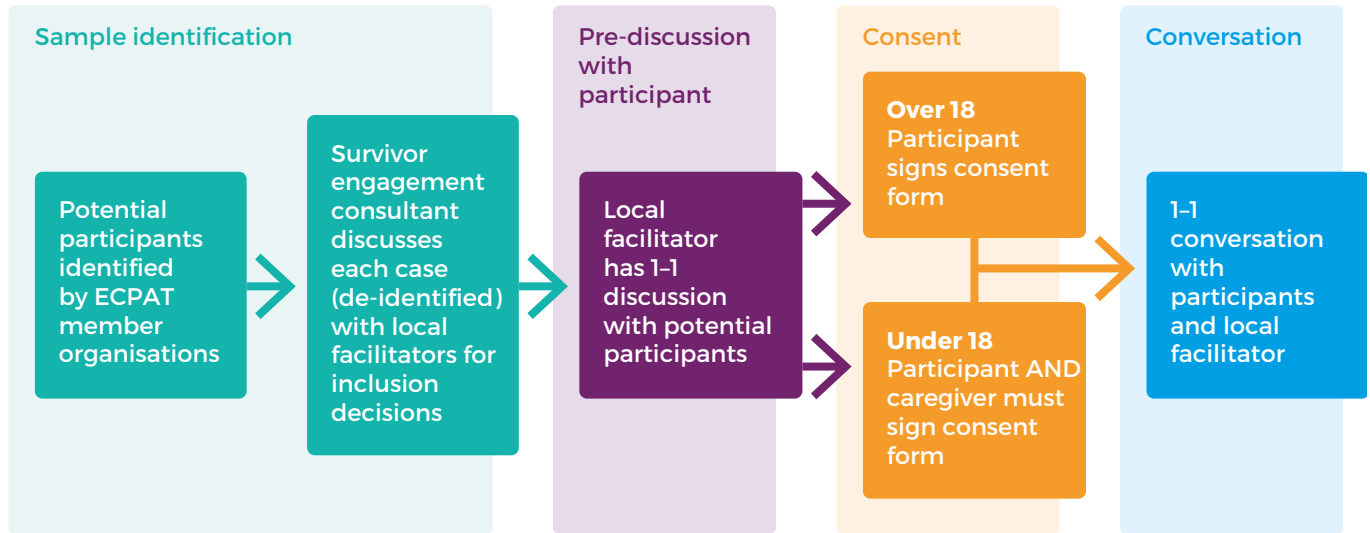 Sample identification
Potential
participants
identified
by ECPAT
member
organisations
Survivor
engagement
consultant
discusses
each case
(de-identified)
with local
facilitators for
inclusion
decisions
Pre-discussion
with
participant
Local
facilitator
has 1–1
discussion
with potential
participants
Consent
Over 18
Participant
signs consent
form
Under 18
Participant AND
caregiver must
sign consent
form
Conversation
1–1
conversation
with
participants
and local
facilitator